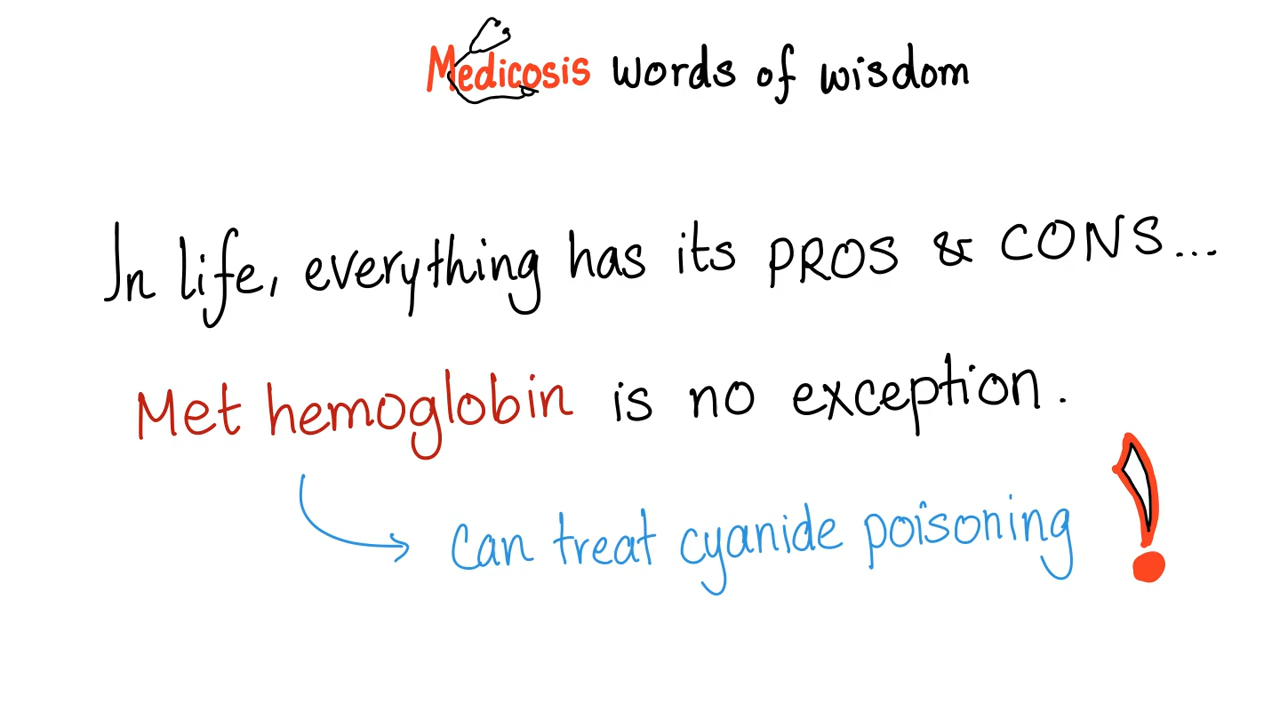 Medicosis words of wisdom
In life, everything has its PROS & CONS...
Met hemoglobin is no exception.
can treat cyanide poisoning !